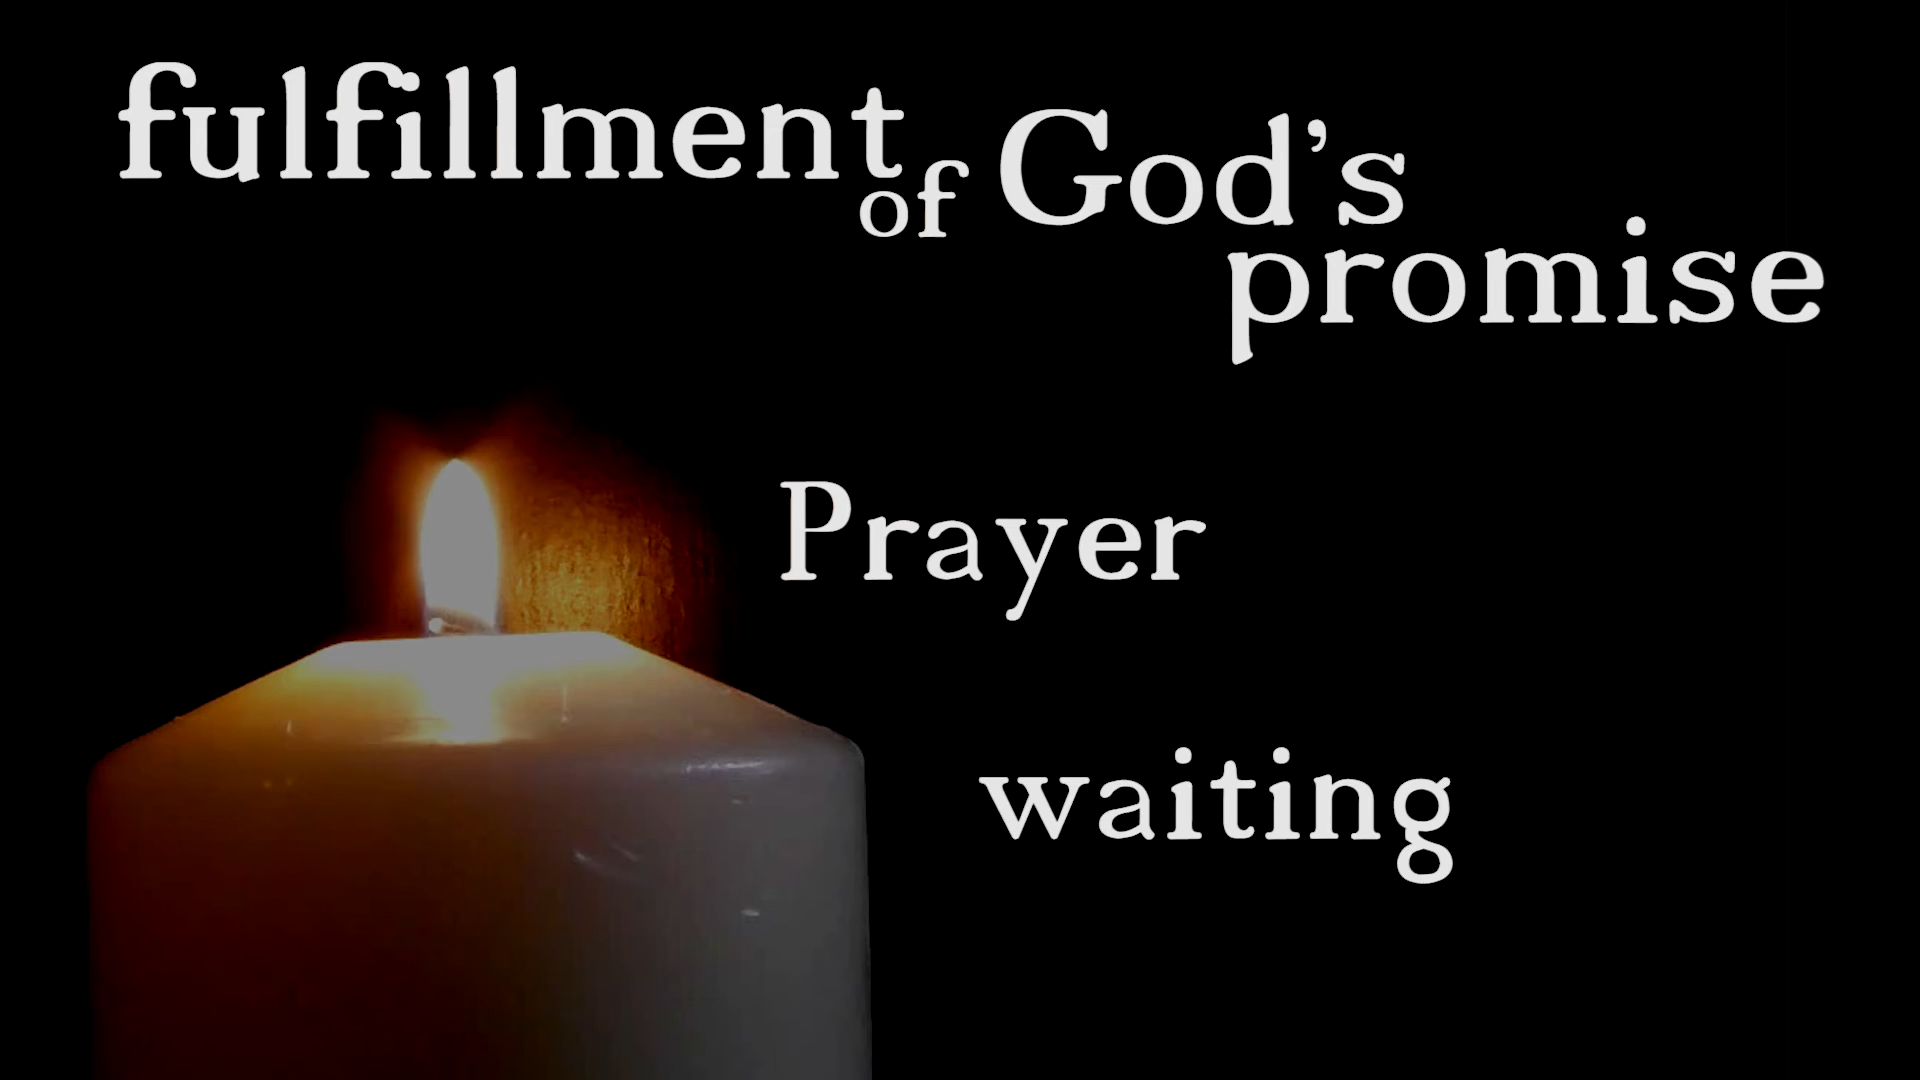 fulfillment
of God's
promise
Prayer
waiting